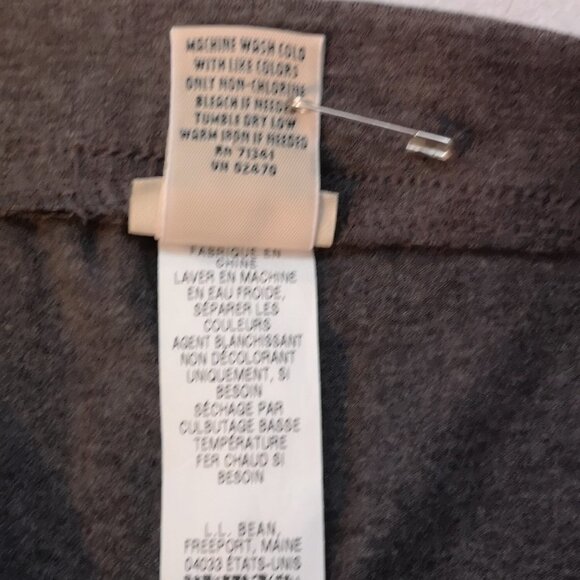 MACHINE WASH COLD
WITH LIKE COLORS
ONLY NON-CHLORINE
BLEACH IF NEEDED
TUMBLE DRY LOW
WARM IRON IF NEEDED
RN 71341
VN 02470
FABRIQUÉ EN
CHINE
LAVER EN MACHINE
EN EAU FROIDE,
SÉPARER LES
COULEURS
AGENT BLANCHISSANT
NON DÉCOLORANT
UNIQUEMENT, SI
BESOIN
SÉCHAGE PAR
CULBUTAGE BASSE
TEMPÉRATURE
FER CHAUD SI
BESOIN
L.L. BEAN,
FREEPORT, MAINE
04033 ÉTATS-UNIS